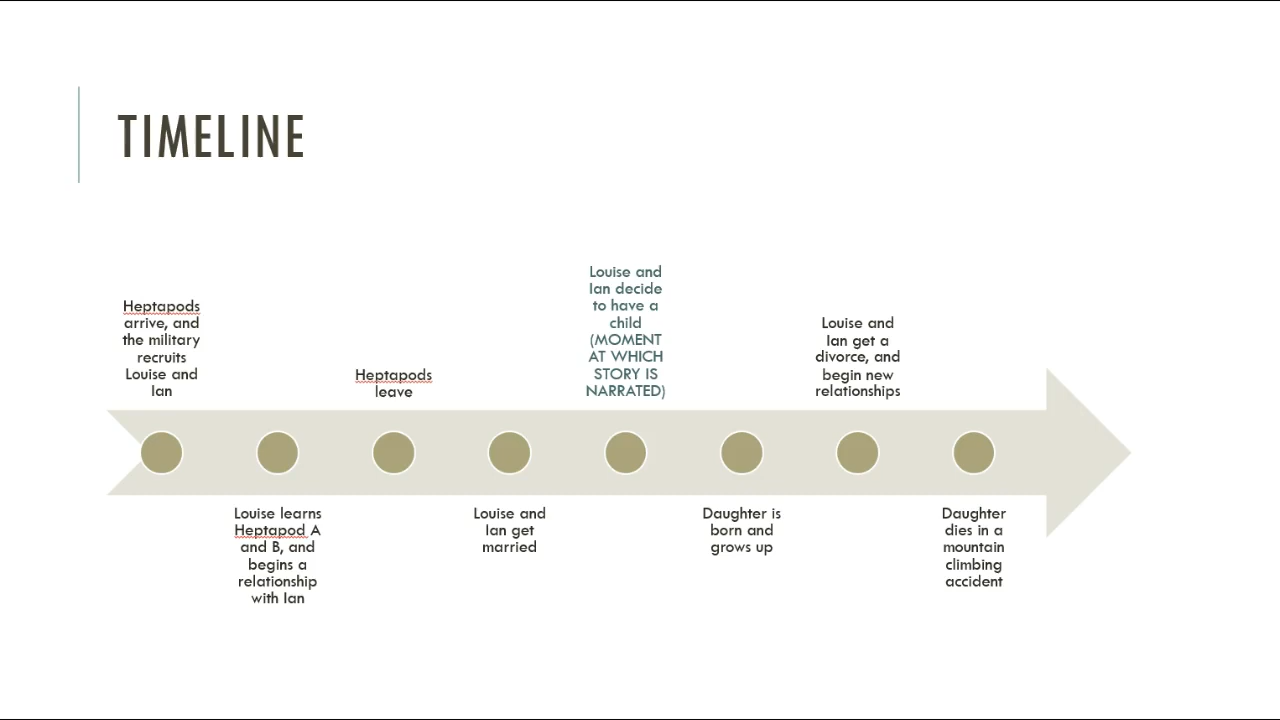 TIMELINE
Heptapods
arrive, and
the military
recruits
Louise and
Ian
Louise learns
Heptapod A
and B, and
begins a
relationship
with Ian
Heptapods
leave
Louise and
Ian get
married
Louise and
Ian decide
to have a
child
(MOMENT
AT WHICH
STORY IS
NARRATED)
Daughter is
born and
grows up
Louise and
Ian get a
divorce, and
begin new
relationships
Daughter
dies in a
mountain
climbing
accident